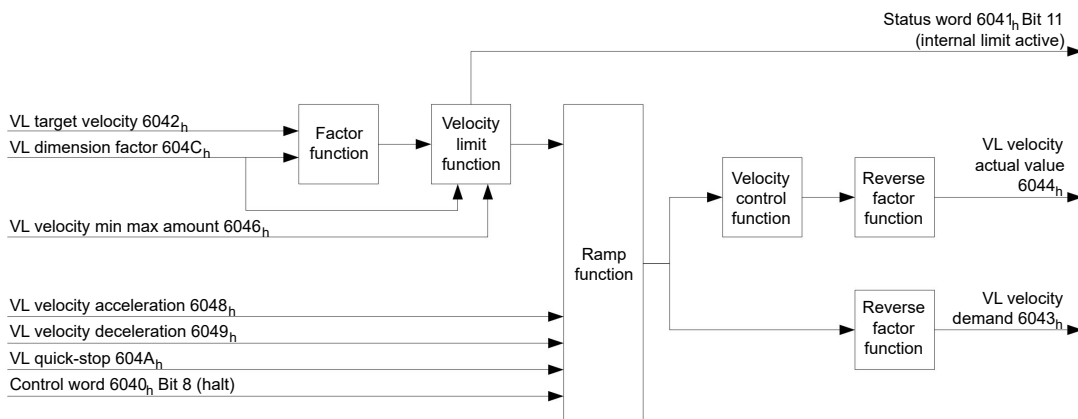 Status word 6041h Bit 11
(internal limit active)
VL target velocity 6042h
VL dimension factor 604Ch
Factor
function
Velocity
limit
function
VL velocity min max amount 6046h
Ramp
function
Velocity
control
function
Reverse
factor
function
VL velocity
actual value
6044h
VL velocity acceleration 6048h
VL velocity deceleration 6049h
VL quick-stop 604Ah
Control word 6040h Bit 8 (halt)
Reverse
factor
function
VL velocity
demand 6043h